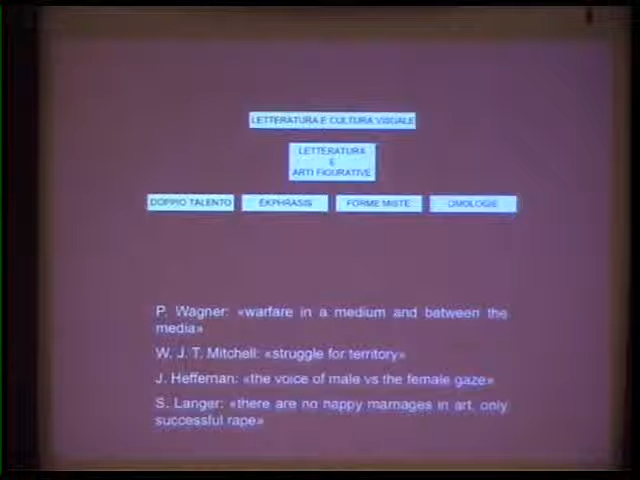 LETTERATURA E CULTURA VISUALE
LETTERATURA
E
ARTI FIGURATIVE
DOPPIO TALENTO EKPHRASIS FORME MISTE OMOLOGIE
P. Wagner: «warfare in a medium and between the
media»
W. J. T. Mitchell: «struggle for territory»
J. Heffernan: «the voice of male vs the female gaze»
S. Langer: «there are no happy marriages in art, only
successful rape»